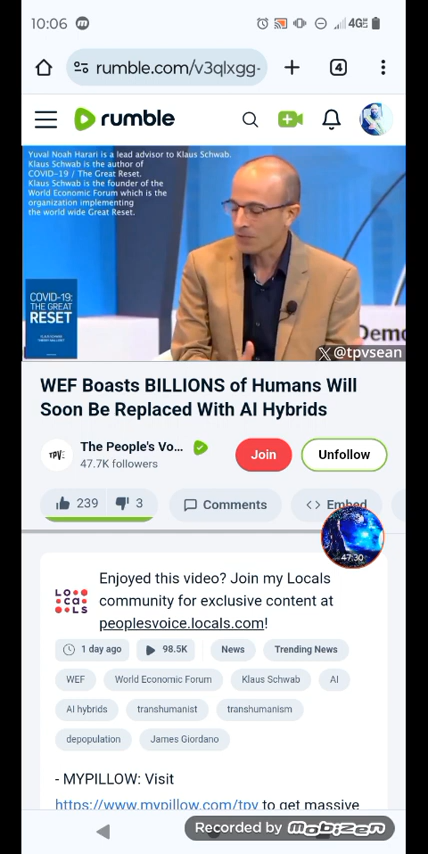 10:06
4G
rumble.com/v3qlxgg-
4
rumble
Yuval Noah Harari is a lead advisor to Klaus Schwab.
Klaus Schwab is the author of
COVID-19 / The Great Reset.
Klaus Schwab is the founder of the
World Economic Forum which is the
organization implementing
the world wide Great Reset.
COVID-19:
THE GREAT
RESET
Demo
X @tpvsean
WEF Boasts BILLIONS of Humans Will
Soon Be Replaced With AI Hybrids
TPV
The People's Vo...
47.7K followers
Join
Unfollow
239
3
Comments
<> Embed
47:30
LOcaLS
Enjoyed this video? Join my Locals
community for exclusive content at
peoplesvoice.locals.com!
1 day ago
98.5K
News
Trending News
WEF
World Economic Forum
Klaus Schwab
AI
AI hybrids
transhumanist
transhumanism
depopulation
James Giordano
- MYPILLOW: Visit
https://www.mypillow.com/tpv to get massive
Recorded by Mobizen